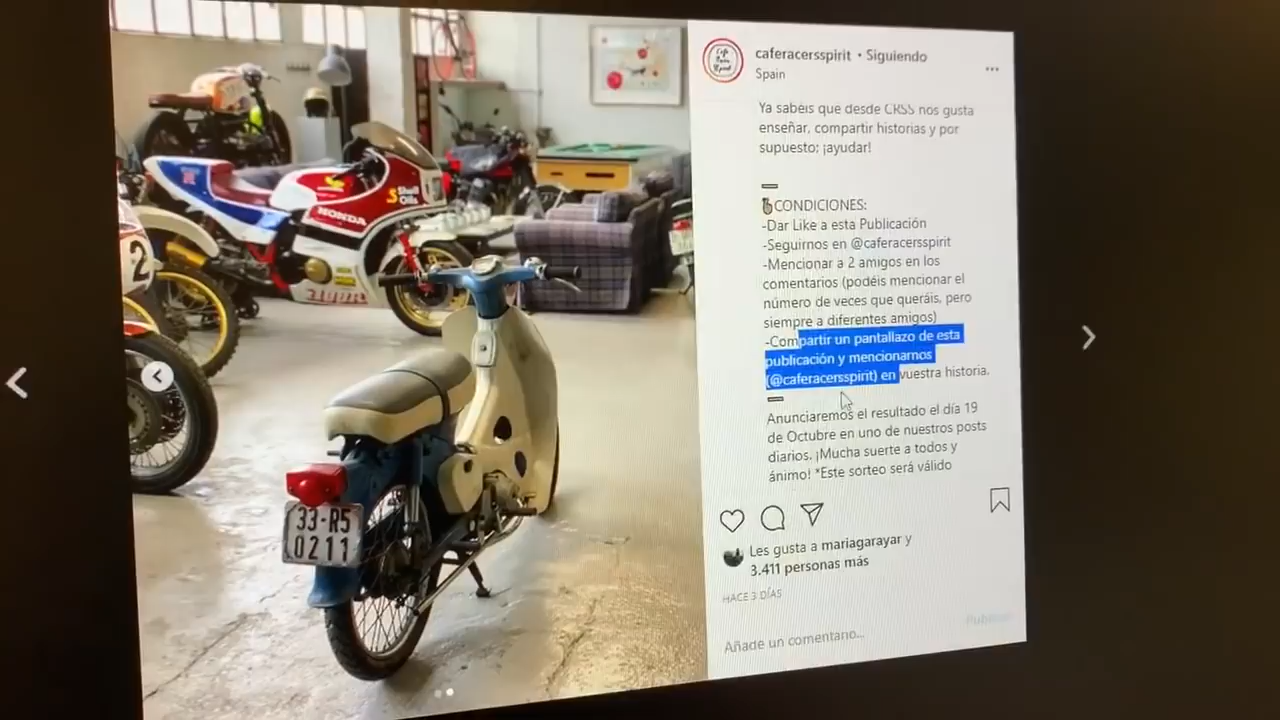 caferacersspirit • Siguiendo
Spain
Ya sabéis que desde CRSS nos gusta
enseñar, compartir historias y por
supuesto; ¡ayudar!
CONDICIONES:
-Dar Like a esta Publicación
-Seguirnos en @caferacersspirit
-Mencionar a 2 amigos en los
comentarios (podéis mencionar el
número de veces que queráis, pero
siempre a diferentes amigos)
-Compartir un pantallazo de esta
publicación y mencionarnos
(@caferacersspirit) en vuestra historia.
Anunciaremos el resultado el día 19
de Octubre en uno de nuestros posts
diarios. ¡Mucha suerte a todos y
ánimo! *Este sorteo será válido
Les gusta a mariagarayar y
3.411 personas más
HACE 3 DÍAS
Añade un comentario...
Publicar
HONDA
Shell
Oils
2
33-R5
0211